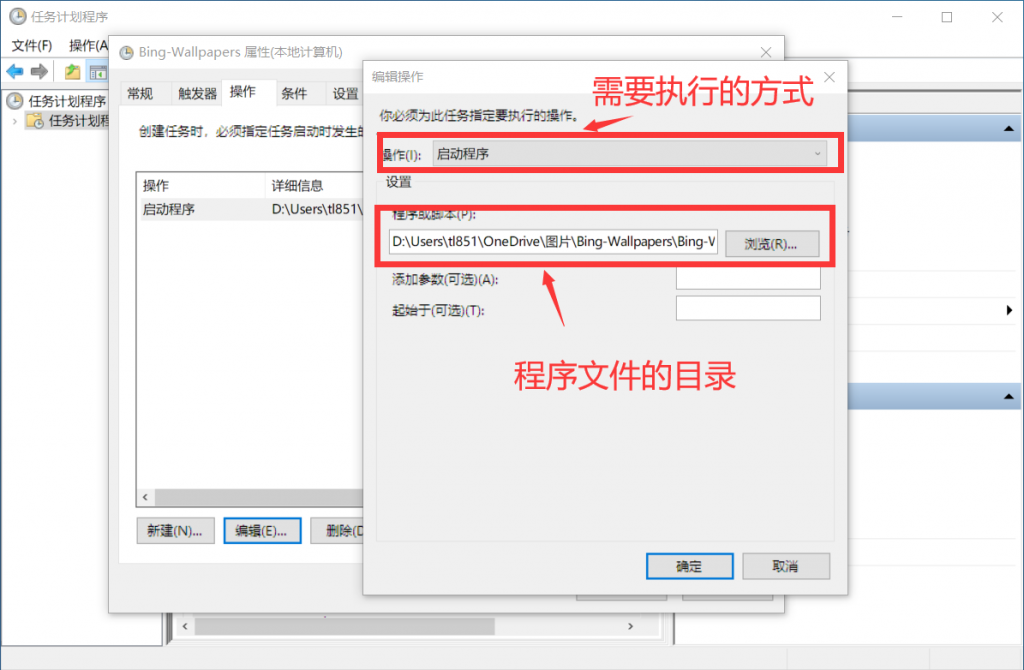 任务计划程序
文件(F) 操作(A
Bing-Wallpapers 属性(本地计算机)
任务计划程序
任务计划程
常规 触发器 操作 条件 设置
创建任务时，必须指定任务启动时发生的
操作 详细信息
启动程序 D:\Users\tl851\
新建(N)... 编辑(E)... 删除(D
编辑操作
需要执行的方式
你必须为此任务指定要执行的操作。
操作(I): 启动程序
设置
程序或脚本(P):
D:\Users\tl851\OneDrive\图片\Bing-Wallpapers\Bing-W 浏览(R)...
添加参数(可选)(A):
起始于(可选)(T):
程序文件的目录
确定 取消